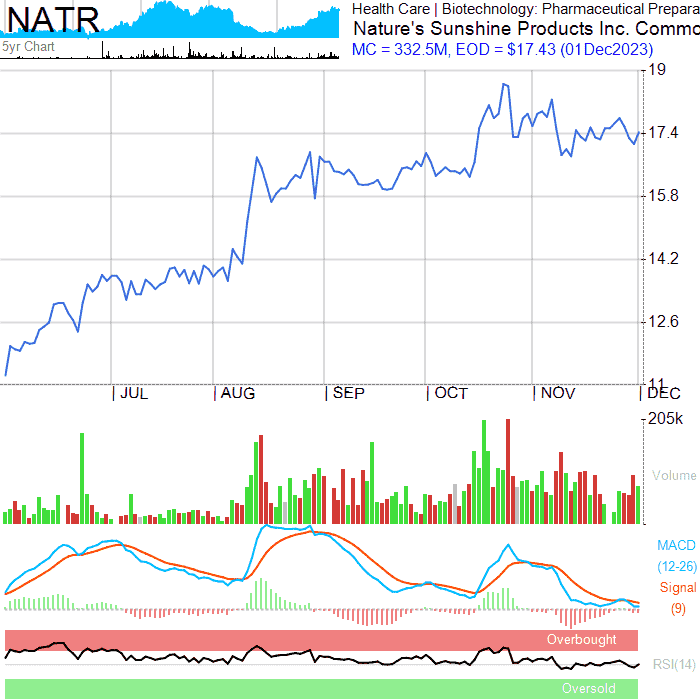 NATR
5yr Chart
Health Care | Biotechnology: Pharmaceutical Prepara
Nature's Sunshine Products Inc. Commo
MC = 332.5M, EOD = $17.43 (01Dec2023)
19
17.4
15.8
14.2
12.6
11
JUL AUG SEP OCT NOV DEC
205k
Volume
MACD
(12-26)
Signal
(9)
Overbought
RSI(14)
Oversold